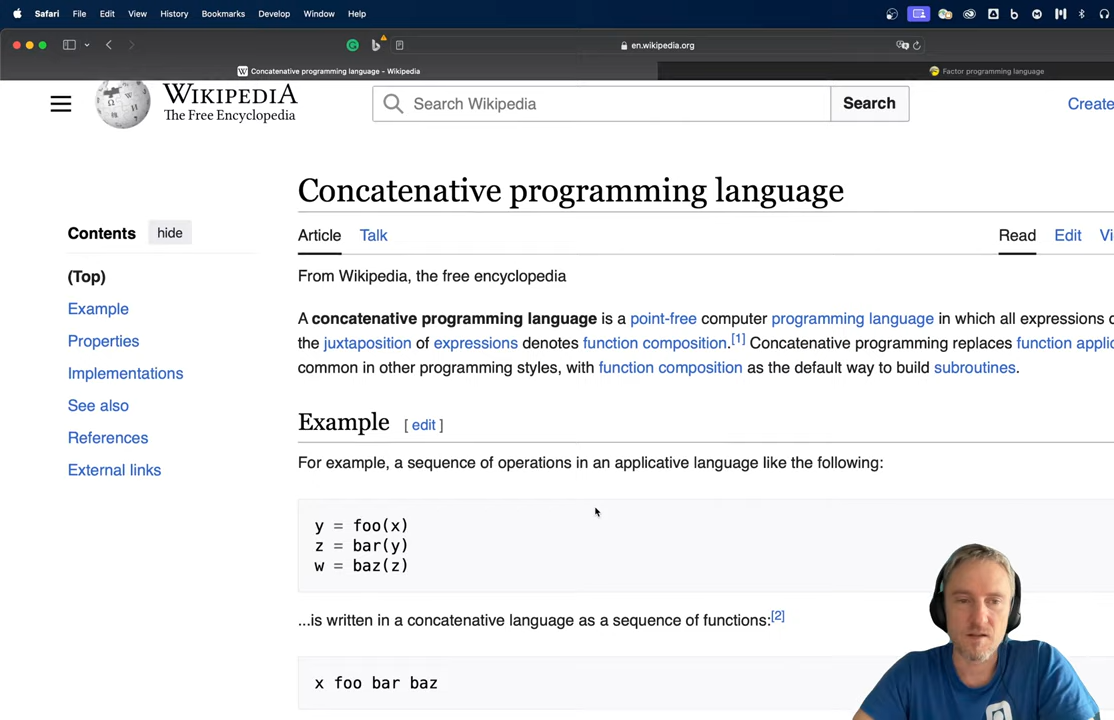 Safari File Edit View History Bookmarks Develop Window Help
en.wikipedia.org
W Concatenative programming language – Wikipedia
Factor programming language
WIKIPEDIA
The Free Encyclopedia
Search Wikipedia
Search
Create
Concatenative programming language
Contents hide
Article Talk
Read Edit Vi
(Top)
From Wikipedia, the free encyclopedia
Example
Properties
Implementations
See also
References
External links
A concatenative programming language is a point-free computer programming language in which all expressions
the juxtaposition of expressions denotes function composition.[1] Concatenative programming replaces function appli
common in other programming styles, with function composition as the default way to build subroutines.
Example [ edit ]
For example, a sequence of operations in an applicative language like the following:
y = foo(x)
z = bar(y)
w = baz(z)
...is written in a concatenative language as a sequence of functions:[2]
x foo bar baz